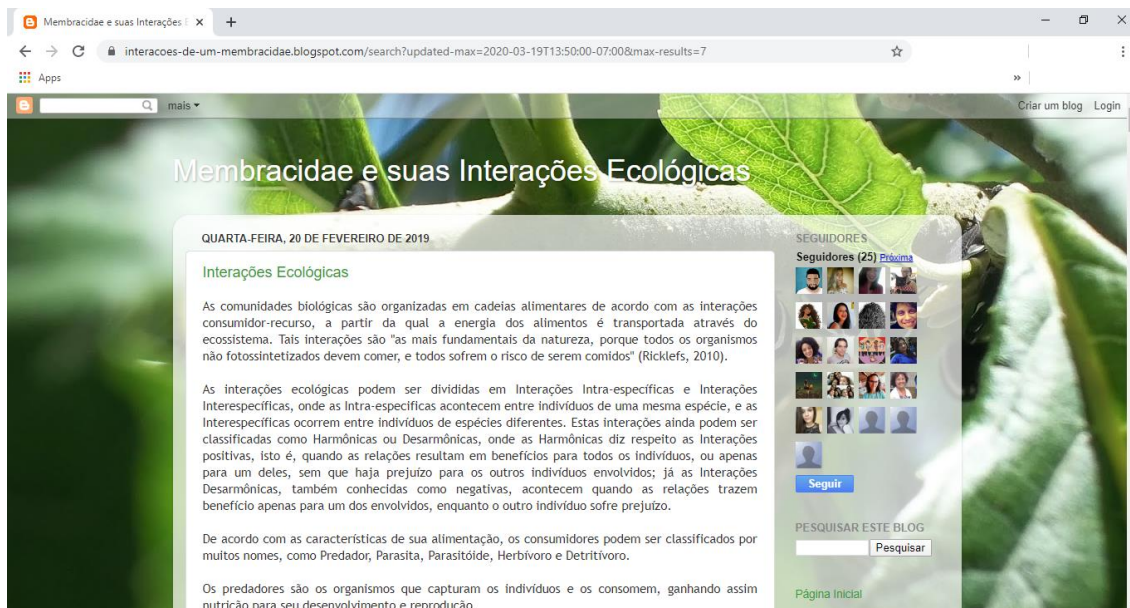 Membracidae e suas Interações E
interacoes-de-um-membracidae.blogspot.com/search?updated-max=2020-03-19T13:50:00-07:00&max-results=7
Apps
»
mais
Criar um blog Login
Membracidae e suas Interações Ecológicas
QUARTA-FEIRA, 20 DE FEVEREIRO DE 2019
Interações Ecológicas
As comunidades biológicas são organizadas em cadeias alimentares de acordo com as interações
consumidor-recurso, a partir da qual a energia dos alimentos é transportada através do
ecossistema. Tais interações são "as mais fundamentais da natureza, porque todos os organismos
não fotossintetizados devem comer, e todos sofrem o risco de serem comidos" (Ricklefs, 2010).
As interações ecológicas podem ser divididas em Interações Intra-específicas e Interações
Interespecíficas, onde as Intra-especificas acontecem entre indivíduos de uma mesma espécie, e as
Interespecíficas ocorrem entre indivíduos de espécies diferentes. Estas interações ainda podem ser
classificadas como Harmônicas ou Desarmônicas, onde as Harmônicas diz respeito as Interações
positivas, isto é, quando as relações resultam em benefícios para todos os indivíduos, ou apenas
para um deles, sem que haja prejuízo para os outros indivíduos envolvidos; já as Interações
Desarmônicas, também conhecidas como negativas, acontecem quando as relações trazem
benefício apenas para um dos envolvidos, enquanto o outro indivíduo sofre prejuízo.
De acordo com as características de sua alimentação, os consumidores podem ser classificados por
muitos nomes, como Predador, Parasita, Parasitóide, Herbívoro e Detritívoro.
Os predadores são os organismos que capturam os indivíduos e os consomem, ganhando assim
nutrição para seu desenvolvimento e reprodução
SEGUIDORES
Seguidores (25) Próxima
Seguir
PESQUISAR ESTE BLOG
Pesquisar
Página Inicial